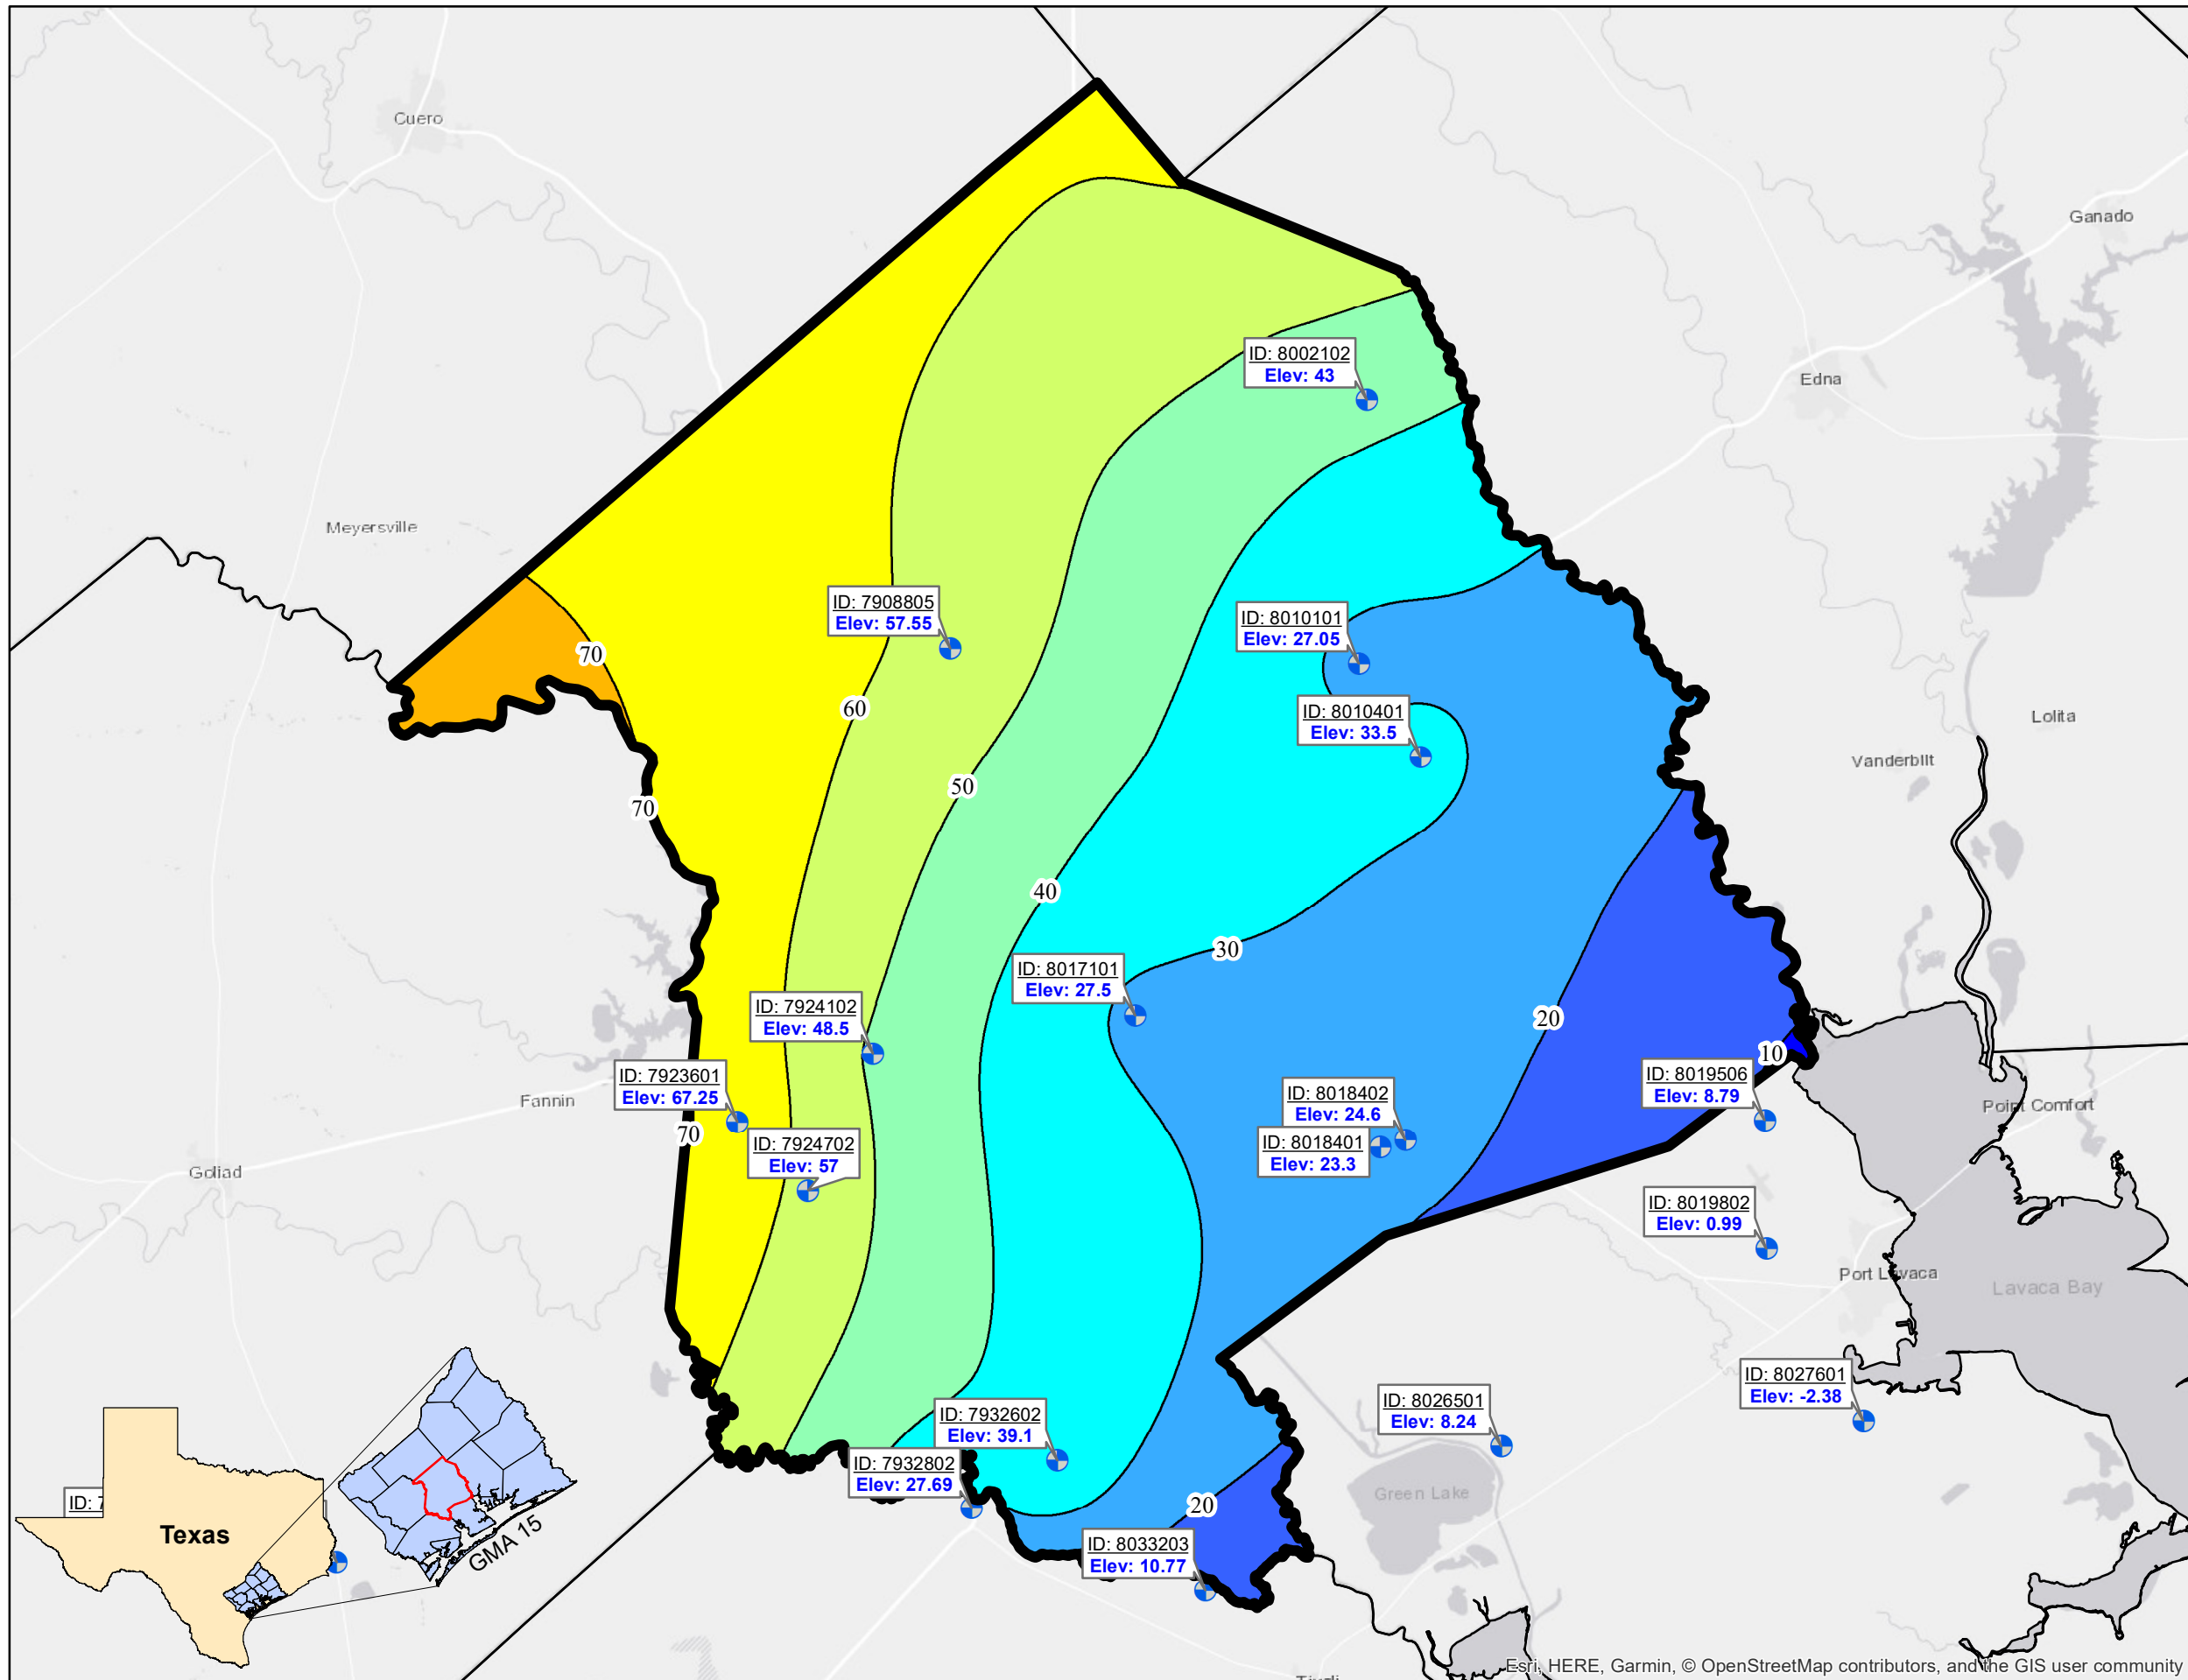 Cuero
Ganado
ID: 8002102
Elev: 43
Edna
Meyersville
ID: 7908805
Elev: 57.55
ID: 8010101
Elev: 27.05
70
60
ID: 8010401
Elev: 33.5
Lolita
Vanderbilt
70
50
40
30
ID: 8017101
Elev: 27.5
ID: 7924102
Elev: 48.5
20
10
ID: 7923601
Elev: 67.25
Fannin
ID: 8019506
Elev: 8.79
Point Comfort
ID: 8018402
Elev: 24.6
70
ID: 7924702
Elev: 57
ID: 8018401
Elev: 23.3
Goliad
ID: 8019802
Elev: 0.99
Port Lavaca
Lavaca Bay
ID: 8027601
Elev: -2.38
ID: 8026501
Elev: 8.24
ID: 7932602
Elev: 39.1
ID: 7932802
Elev: 27.69
Green Lake
20
ID: 7
Texas
GMA 15
ID: 8033203
Elev: 10.77
Esri, HERE, Garmin, © OpenStreetMap contributors, and the GIS user community